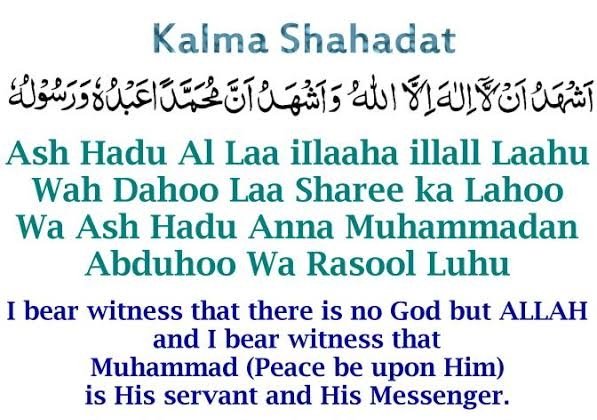 Kalma Shahadat
اَشْهَدُ اَنْ لَّآ اِلٰهَ اِلَّا اللّٰهُ وَاَشْهَدُ اَنَّ مُحَمَّدًا عَبْدُهٗ وَرَسُوْلُهٗ
Ash Hadu Al Laa iIlaaha illall Laahu
Wah Dahoo Laa Sharee ka Lahoo
Wa Ash Hadu Anna Muhammadan
Abduhoo Wa Rasool Luhu
I bear witness that there is no God but ALLAH
and I bear witness that
Muhammad (Peace be upon Him)
is His servant and His Messenger.